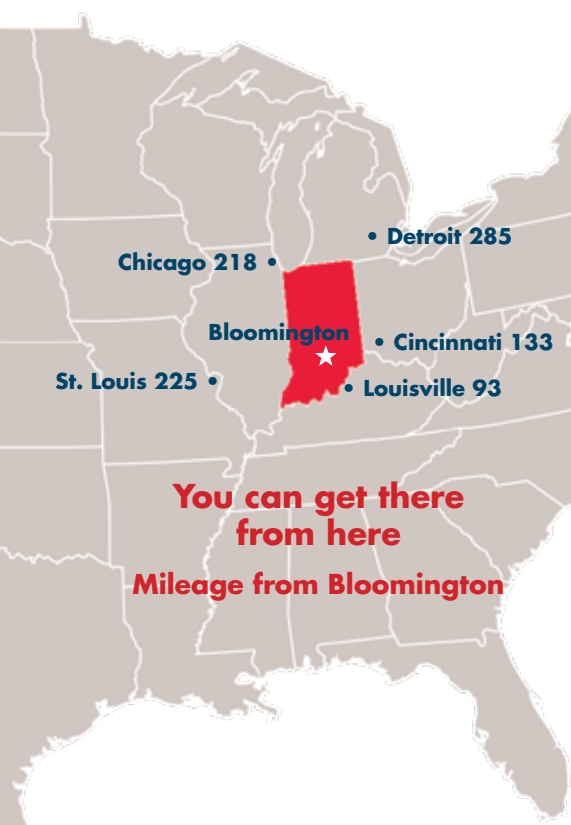 • Detroit 285
Chicago 218 •
Bloomington
• Cincinnati 133
St. Louis 225 •
• Louisville 93
You can get there
from here
Mileage from Bloomington